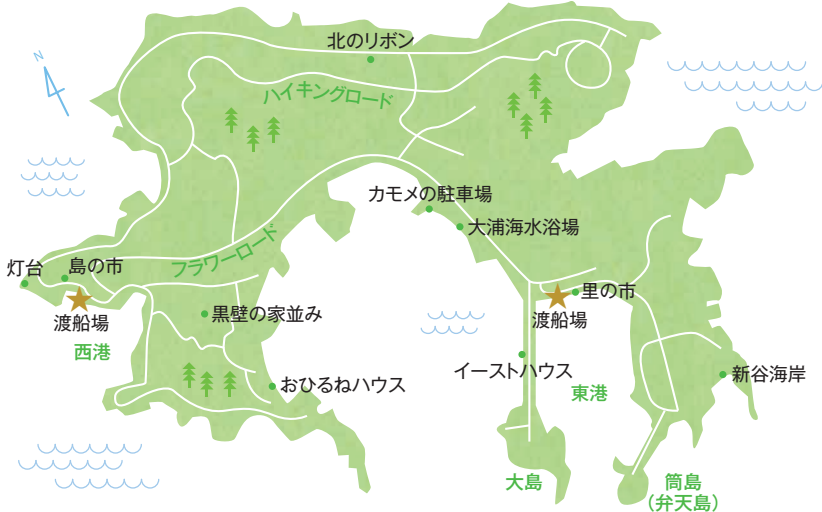 N
北のリボン
ハイキングロード
カモメの駐車場
大浦海水浴場
フラワーロード
灯台
島の市
渡船場
西港
黒壁の家並み
おひるねハウス
里の市
渡船場
イーストハウス
東港
新谷海岸
大島
筒島
（弁天島）